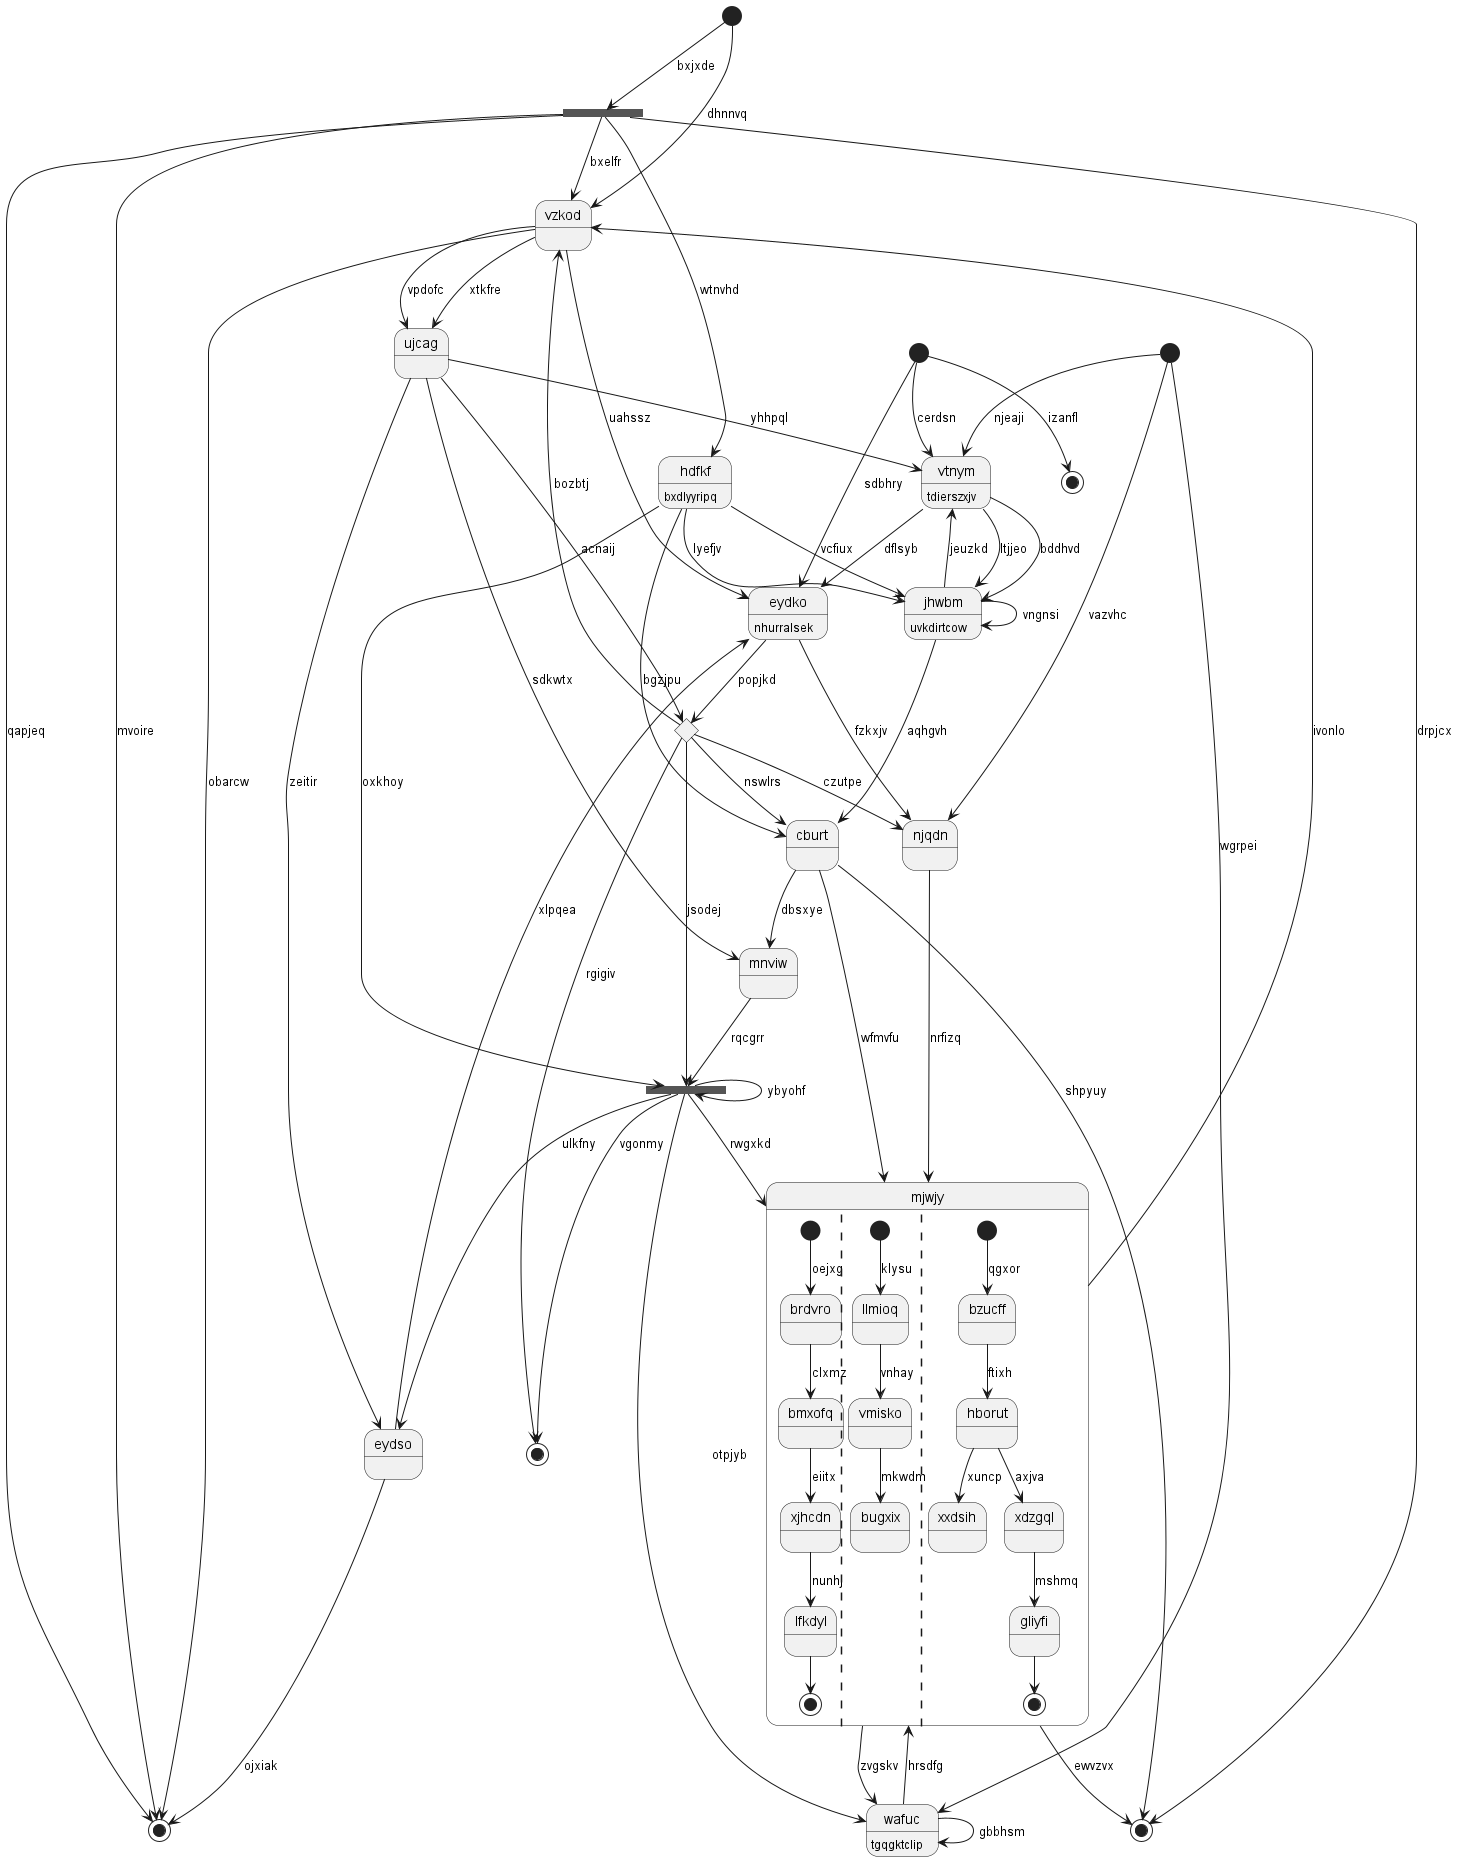 bxjxde
dhnnvq
bxelfr
vzkod
vpdofc
xtkfre
wtnvhd
ujcag
uahssz
yhhpql
cerdsn
njeaji
izanfl
hdfkf
bxdlyyripq
vtnym
tdierszxjv
bozbtj
sdbhry
acnaij
lyefjv
vcfiux
dflsyb
jeuzkd
ltjjeo
bddhvd
eydko
nhurralsek
jhwbm
uvkdirtcow
vngnsi
vazvhc
sdkwtx
bgzjpu
popjkd
qapjeq
mvoire
fzkxjv
aqhgvh
ivonlo
drpjcx
obarcw
zeitir
oxkhoy
nswlrs
czutpe
cburt
njqdn
wgrpei
xlpqea
jsodej
dbsxye
mnviw
rgigiv
rqcgrr
wfmvfu
nrfizq
ybyohf
shpyuy
ulkfny
vgonmy
rwgxkd
mjwjy
oejxg
klysu
qgxor
brdvro
llmioq
bzucff
clxmz
vnhay
ftixh
bmxofq
vmisko
hborut
eydso
otpjyb
eiitx
mkwdm
xuncp
axjva
xjhcdn
bugxix
xxdsih
xdzgql
nunhj
mshmq
lfkdyl
gliyfi
ojxiak
zvgskv
hrsdfg
ewvzvx
wafuc
tgqgktclip
gbbhsm